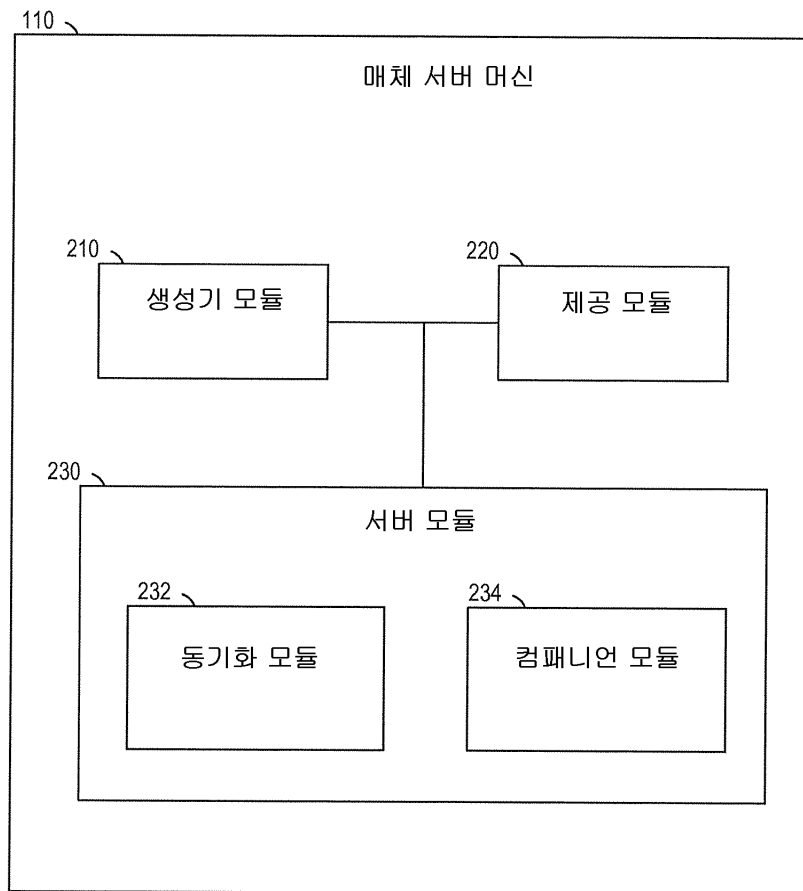 110
매체 서버 머신
210
생성기 모듈
220
제공 모듈
230
서버 모듈
232
동기화 모듈
234
컴패니언 모듈